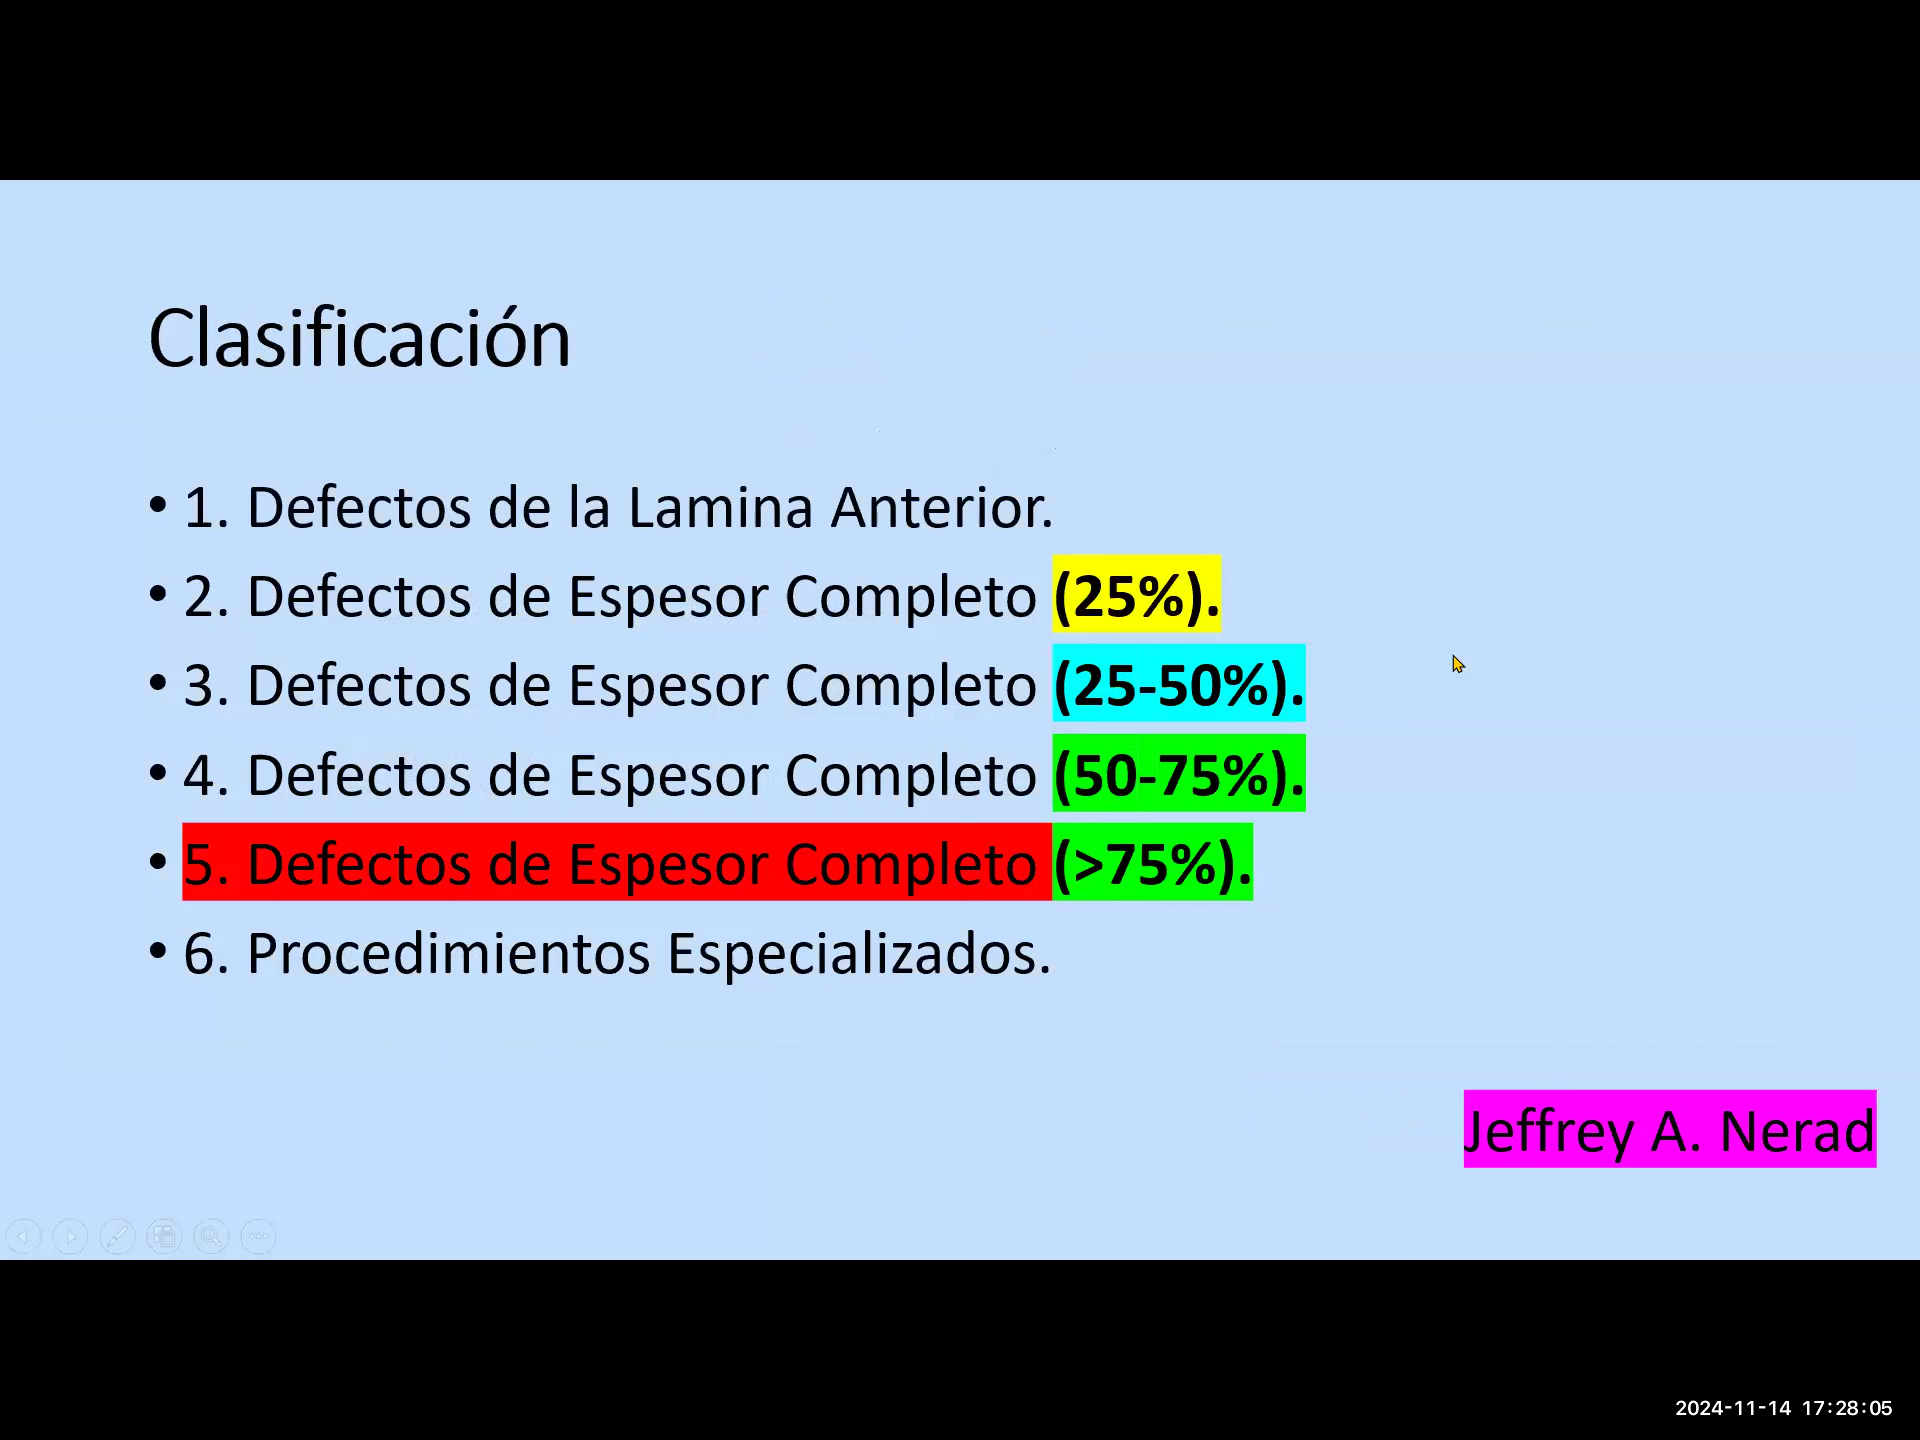 Clasificación
• 1. Defectos de la Lamina Anterior.
• 2. Defectos de Espesor Completo (25%).
• 3. Defectos de Espesor Completo (25-50%).
• 4. Defectos de Espesor Completo (50-75%).
• 5. Defectos de Espesor Completo (>75%).
• 6. Procedimientos Especializados.
Jeffrey A. Nerad
2024-11-14 17:28:05